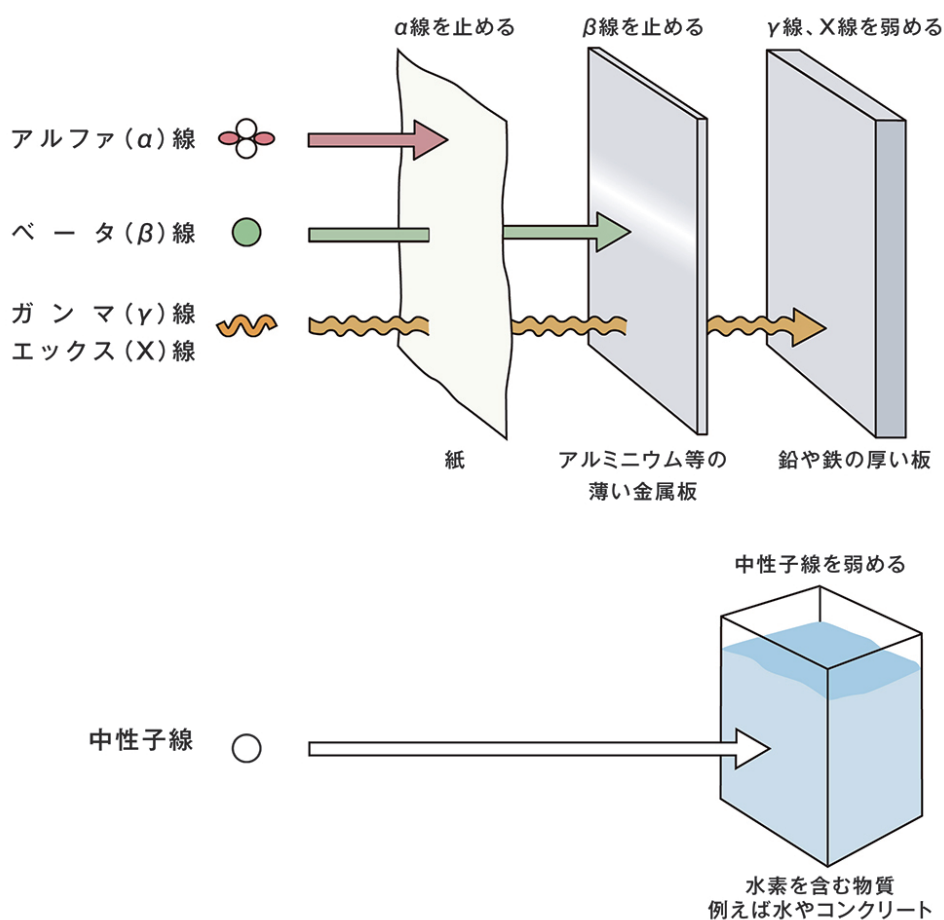 α線を止める
β線を止める
γ線、X線を弱める
アルファ(α)線
ベータ(β)線
ガンマ(γ)線
エックス(X)線
紙
アルミニウム等の
薄い金属板
鉛や鉄の厚い板
中性子線を弱める
中性子線
水素を含む物質
例えば水やコンクリート